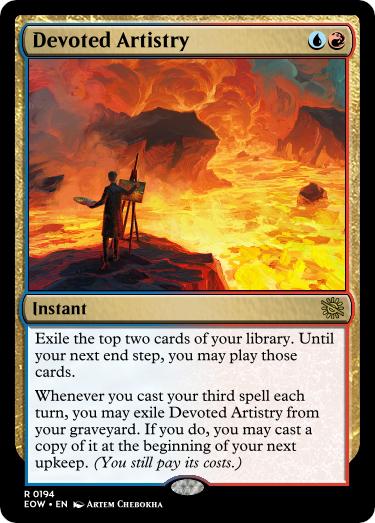 Devoted Artistry
Instant
Exile the top two cards of your library. Until
your next end step, you may play those
cards.
Whenever you cast your third spell each
turn, you may exile Devoted Artistry from
your graveyard. If you do, you may cast a
copy of it at the beginning of your next
upkeep. (You still pay its costs.)
R 0194
EOW • EN Artem Chebokha